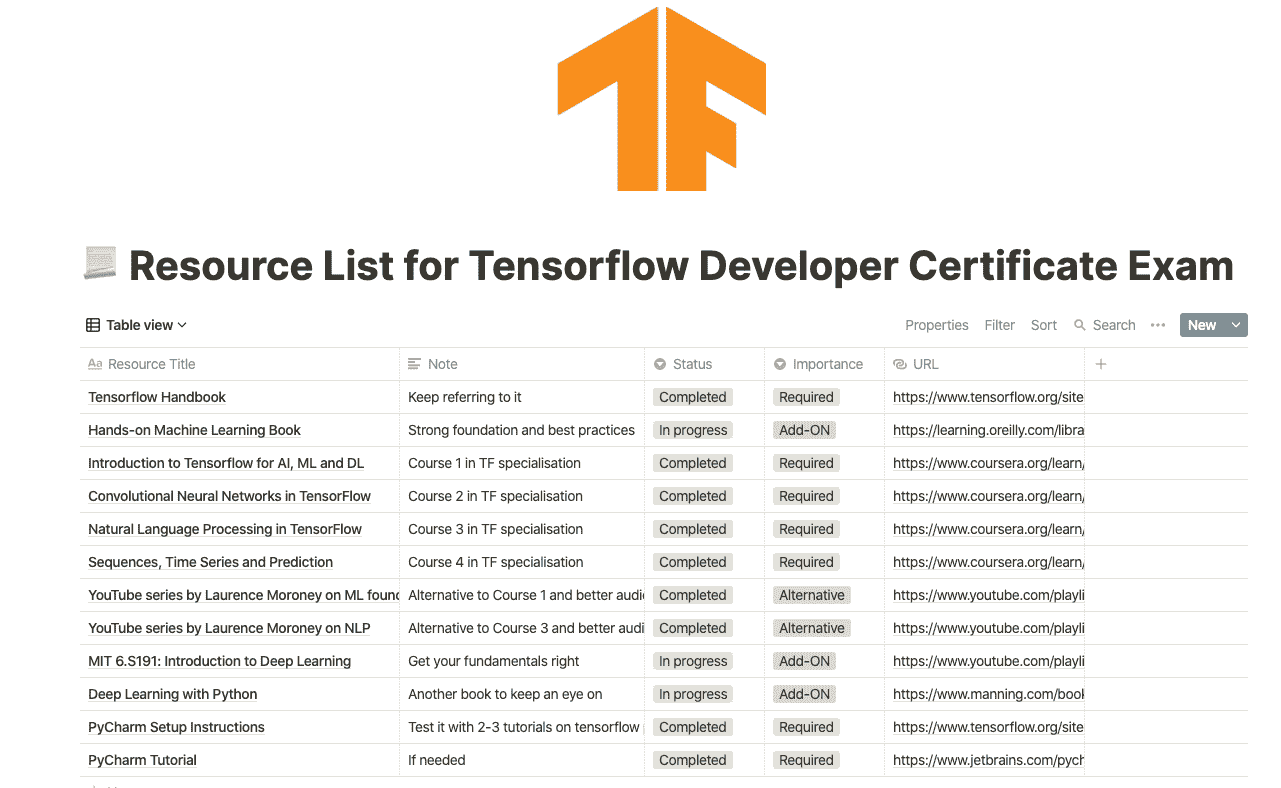 TF
Resource List for Tensorflow Developer Certificate Exam
Table view Properties Filter Sort Search ••• New
Aa Resource Title Note Status Importance URL +
Tensorflow Handbook Keep referring to it Completed Required https://www.tensorflow.org/site
Hands-on Machine Learning Book Strong foundation and best practices In progress Add-ON https://learning.oreilly.com/libra
Introduction to Tensorflow for AI, ML and DL Course 1 in TF specialisation Completed Required https://www.coursera.org/learn/
Convolutional Neural Networks in TensorFlow Course 2 in TF specialisation Completed Required https://www.coursera.org/learn/
Natural Language Processing in TensorFlow Course 3 in TF specialisation Completed Required https://www.coursera.org/learn/
Sequences, Time Series and Prediction Course 4 in TF specialisation Completed Required https://www.coursera.org/learn/
YouTube series by Laurence Moroney on ML found Alternative to Course 1 and better audi Completed Alternative https://www.youtube.com/playli
YouTube series by Laurence Moroney on NLP Alternative to Course 3 and better audi Completed Alternative https://www.youtube.com/playli
MIT 6.S191: Introduction to Deep Learning Get your fundamentals right In progress Add-ON https://www.youtube.com/playli
Deep Learning with Python Another book to keep an eye on In progress Add-ON https://www.manning.com/book
PyCharm Setup Instructions Test it with 2-3 tutorials on tensorflow Completed Required https://www.tensorflow.org/site
PyCharm Tutorial If needed Completed Required https://www.jetbrains.com/pych